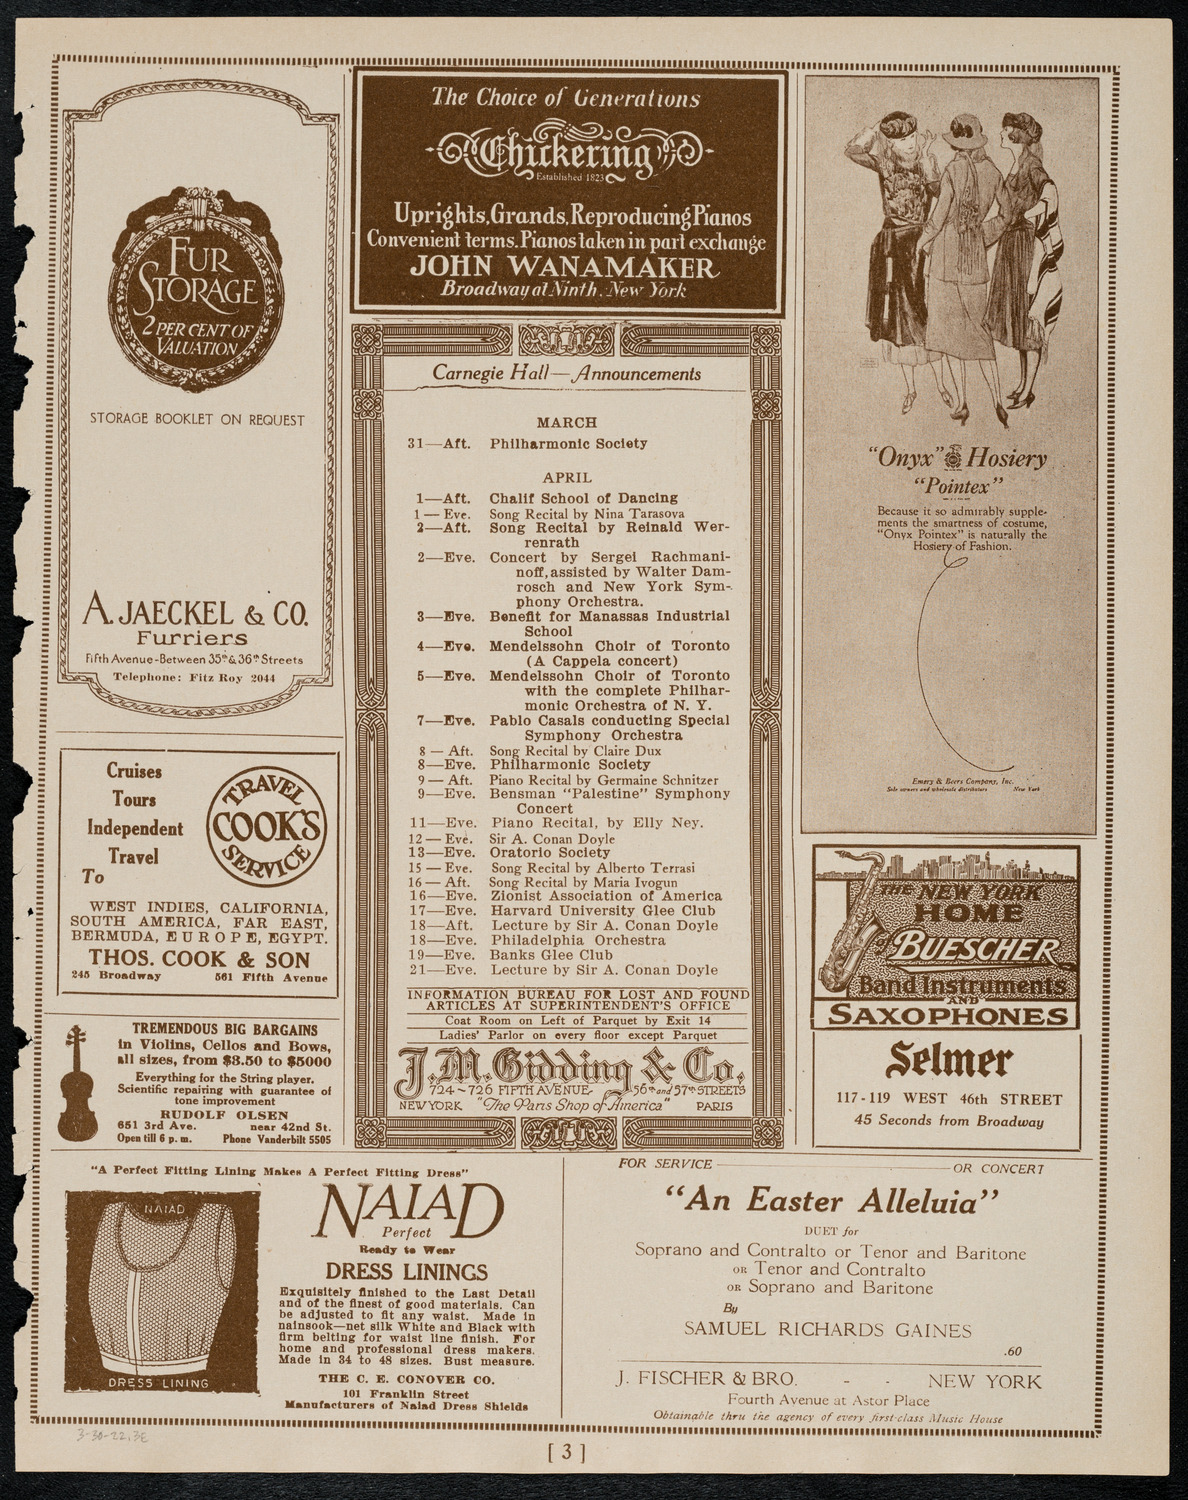 FUR
STORAGE
2 PER CENT OF
VALUATION
STORAGE BOOKLET ON REQUEST
A. JAECKEL & CO.
Furriers
Fifth Avenue-Between 35th & 36th Streets
Telephone: Fitz Roy 2044
Cruises
Tours
Independent
Travel
To
TRAVEL
COOK'S
SERVICE
WEST INDIES, CALIFORNIA,
SOUTH AMERICA, FAR EAST,
BERMUDA, EUROPE, EGYPT.
THOS. COOK & SON
245 Broadway 561 Fifth Avenue
TREMENDOUS BIG BARGAINS
in Violins, Cellos and Bows,
all sizes, from $3.50 to $5000
Everything for the String player.
Scientific repairing with guarantee of
tone improvement
RUDOLF OLSEN
651 3rd Ave. near 42nd St.
Open till 6 p. m. Phone Vanderbilt 5505
The Choice of Generations
Chickering
Established 1823
Uprights, Grands, Reproducing Pianos
Convenient terms. Pianos taken in part exchange
JOHN WANAMAKER
Broadway at Ninth, New York
Carnegie Hall—Announcements
MARCH
31—Aft. Philharmonic Society
APRIL
1—Aft. Chalif School of Dancing
1—Eve. Song Recital by Nina Tarasova
2—Aft. Song Recital by Reinald Wer-
renrath
2—Eve. Concert by Sergei Rachmani-
noff, assisted by Walter Dam-
rosch and New York Sym-
phony Orchestra.
3—Eve. Benefit for Manassas Industrial
School
4—Eve. Mendelssohn Choir of Toronto
(A Cappela concert)
5—Eve. Mendelssohn Choir of Toronto
with the complete Philhar-
monic Orchestra of N. Y.
7—Eve. Pablo Casals conducting Special
Symphony Orchestra
8—Aft. Song Recital by Claire Dux
8—Eve. Philharmonic Society
9—Aft. Piano Recital by Germaine Schnitzer
9—Eve. Bensman "Palestine" Symphony
Concert
11—Eve. Piano Recital, by Elly Ney.
12—Eve. Sir A. Conan Doyle
13—Eve. Oratorio Society
15—Eve. Song Recital by Alberto Terrasi
16—Aft. Song Recital by Maria Ivogun
16—Eve. Zionist Association of America
17—Eve. Harvard University Glee Club
18—Aft. Lecture by Sir A. Conan Doyle
18—Eve. Philadelphia Orchestra
19—Eve. Banks Glee Club
21—Eve. Lecture by Sir A. Conan Doyle
INFORMATION BUREAU FOR LOST AND FOUND
ARTICLES AT SUPERINTENDENT'S OFFICE
Coat Room on Left of Parquet by Exit 14
Ladies' Parlor on every floor except Parquet
J. M. Gidding & Co.
724 ~ 726 FIFTH AVENUE 56th and 57th STREETS
NEW YORK "The Paris Shop of America" PARIS
"Onyx" Hosiery
"Pointex"
Because it so admirably supple-
ments the smartness of costume,
"Onyx Pointex" is naturally the
Hosiery of Fashion.
Emery & Beers Company, Inc.
Sole owners and wholesale distributors New York
THE NEW YORK
HOME
of BUESCHER
Band Instruments
AND
SAXOPHONES
Selmer
117-119 WEST 46th STREET
45 Seconds from Broadway
"A Perfect Fitting Lining Makes A Perfect Fitting Dress"
NAIAD
DRESS LINING
NAIAD
Perfect
Ready to Wear
DRESS LININGS
Exquisitely finished to the Last Detail
and of the finest of good materials. Can
be adjusted to fit any waist. Made in
nainsook—net silk White and Black with
firm belting for waist line finish. For
home and professional dress makers.
Made in 34 to 48 sizes. Bust measure.
THE C. E. CONOVER CO.
101 Franklin Street
Manufacturers of Naiad Dress Shields
FOR SERVICE OR CONCERT
"An Easter Alleluia"
DUET for
Soprano and Contralto or Tenor and Baritone
OR Tenor and Contralto
OR Soprano and Baritone
By
SAMUEL RICHARDS GAINES
.60
J. FISCHER & BRO. - - NEW YORK
Fourth Avenue at Astor Place
Obtainable thru the agency of every first-class Music House
3-30-22, 3E
[ 3 ]